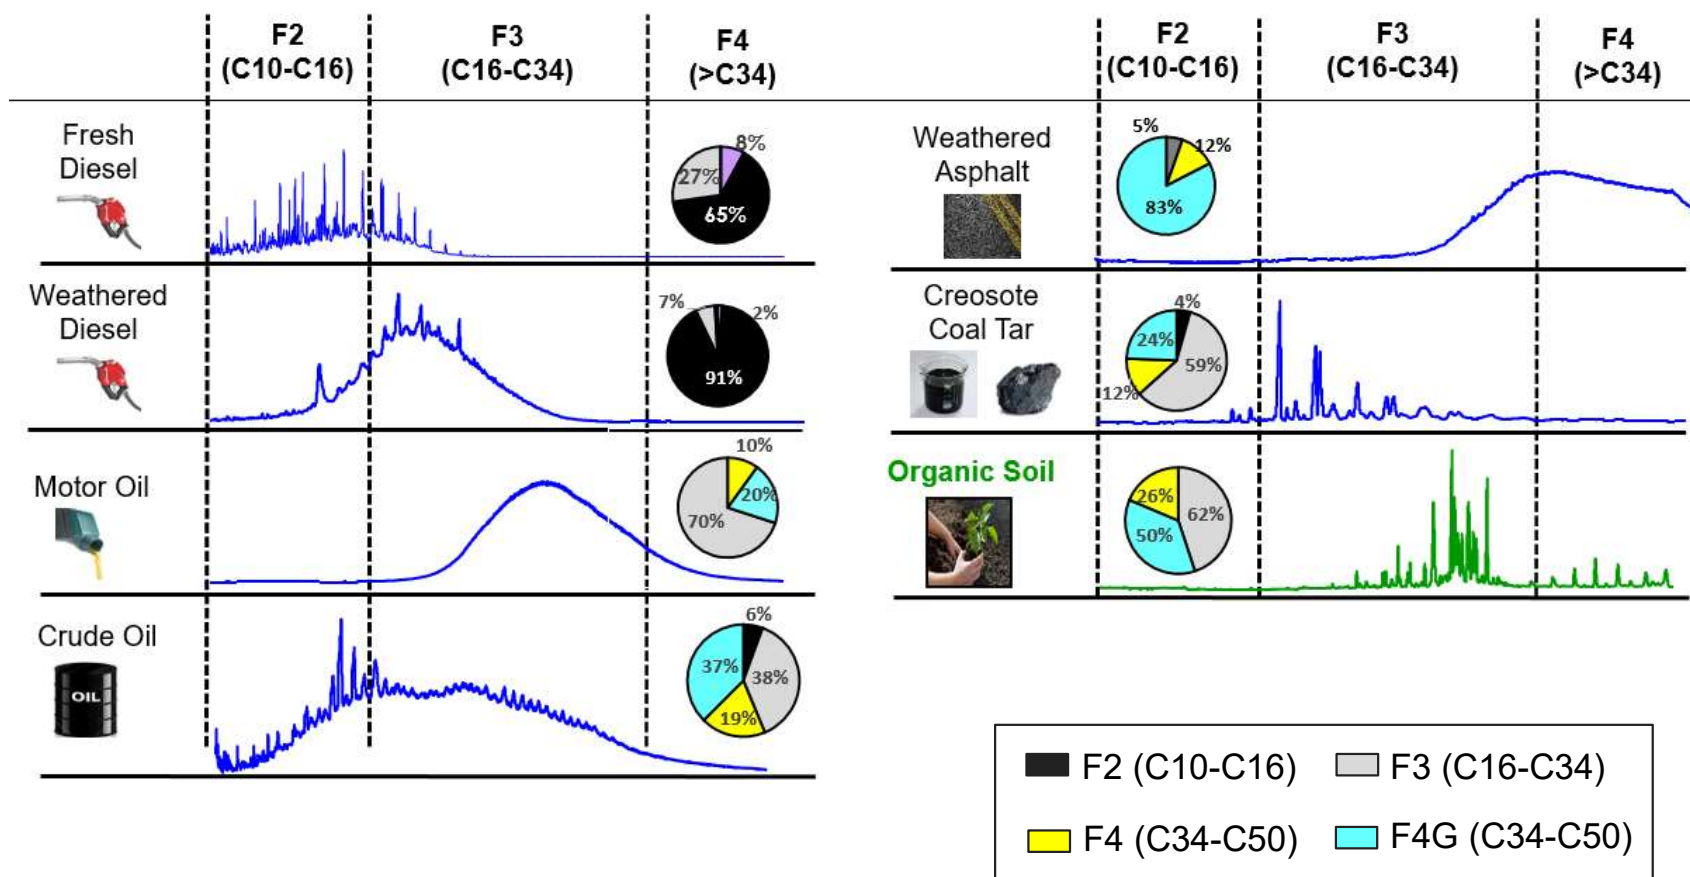 F2
(C10-C16)
F3
(C16-C34)
F4
(>C34)
Fresh
Diesel
8%
27%
65%
Weathered
Diesel
7%
2%
91%
Motor Oil
10%
20%
70%
Crude Oil
OIL
6%
37%
38%
19%
F2
(C10-C16)
F3
(C16-C34)
F4
(>C34)
Weathered
Asphalt
5%
12%
83%
Creosote
Coal Tar
4%
24%
59%
12%
Organic Soil
26%
62%
50%
F2 (C10-C16)
F3 (C16-C34)
F4 (C34-C50)
F4G (C34-C50)